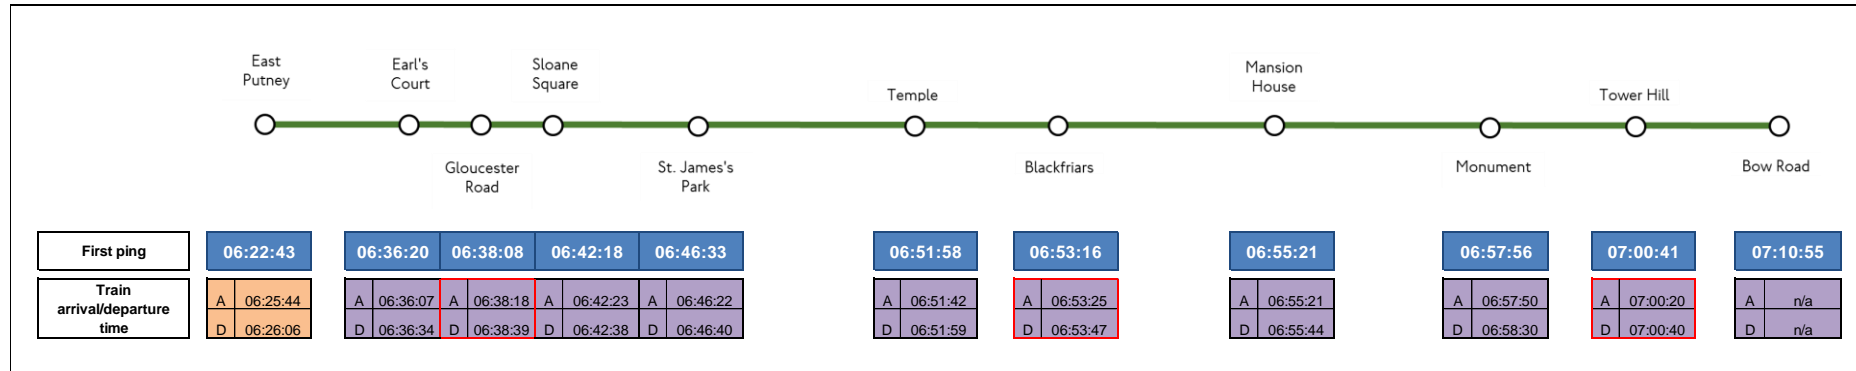 East
Putney
Earl's
Court
Sloane
Square
Temple
Mansion
House
Tower Hill
Gloucester
Road
St. James's
Park
Blackfriars
Monument
Bow Road
First ping
06:22:43 06:36:20 06:38:08 06:42:18 06:46:33 06:51:58 06:53:16 06:55:21 06:57:56 07:00:41 07:10:55
Train
arrival/departure
time
A 06:25:44 A 06:36:07 A 06:38:18 A 06:42:23 A 06:46:22 A 06:51:42 A 06:53:25 A 06:55:21 A 06:57:50 A 07:00:20 A n/a
D 06:26:06 D 06:36:34 D 06:38:39 D 06:42:38 D 06:46:40 D 06:51:59 D 06:53:47 D 06:55:44 D 06:58:30 D 07:00:40 D n/a